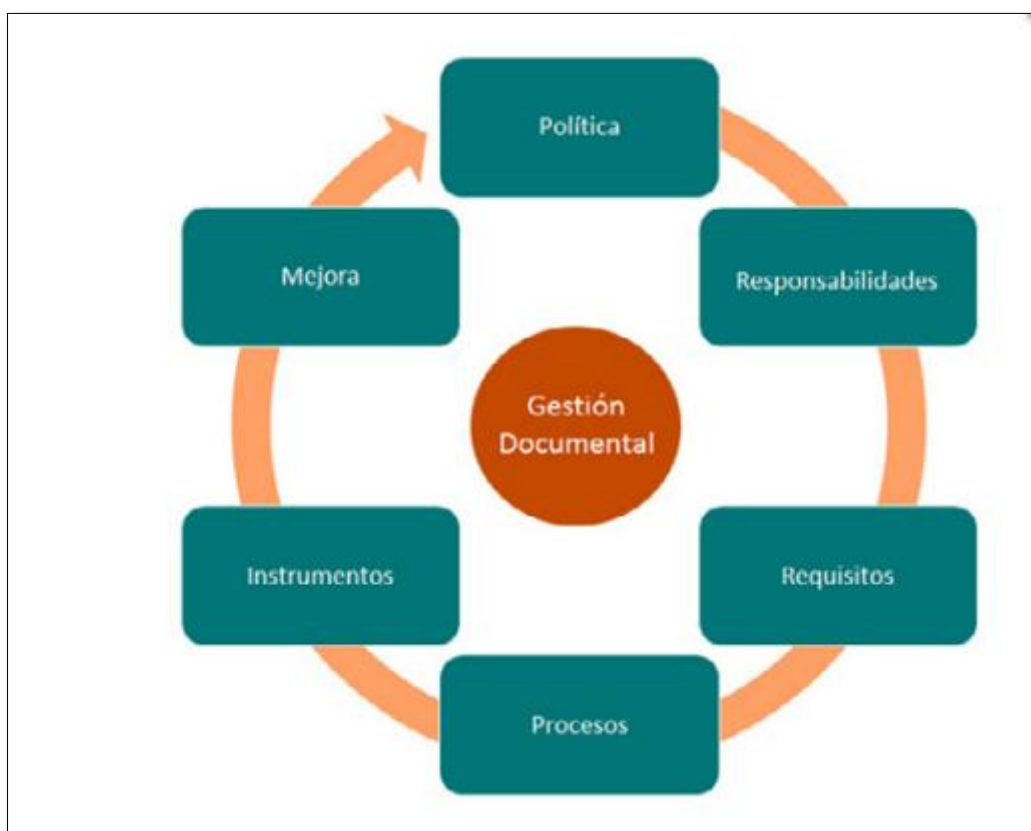 Política
Responsabilidades
Requisitos
Procesos
Instrumentos
Mejora
Gestión
Documental